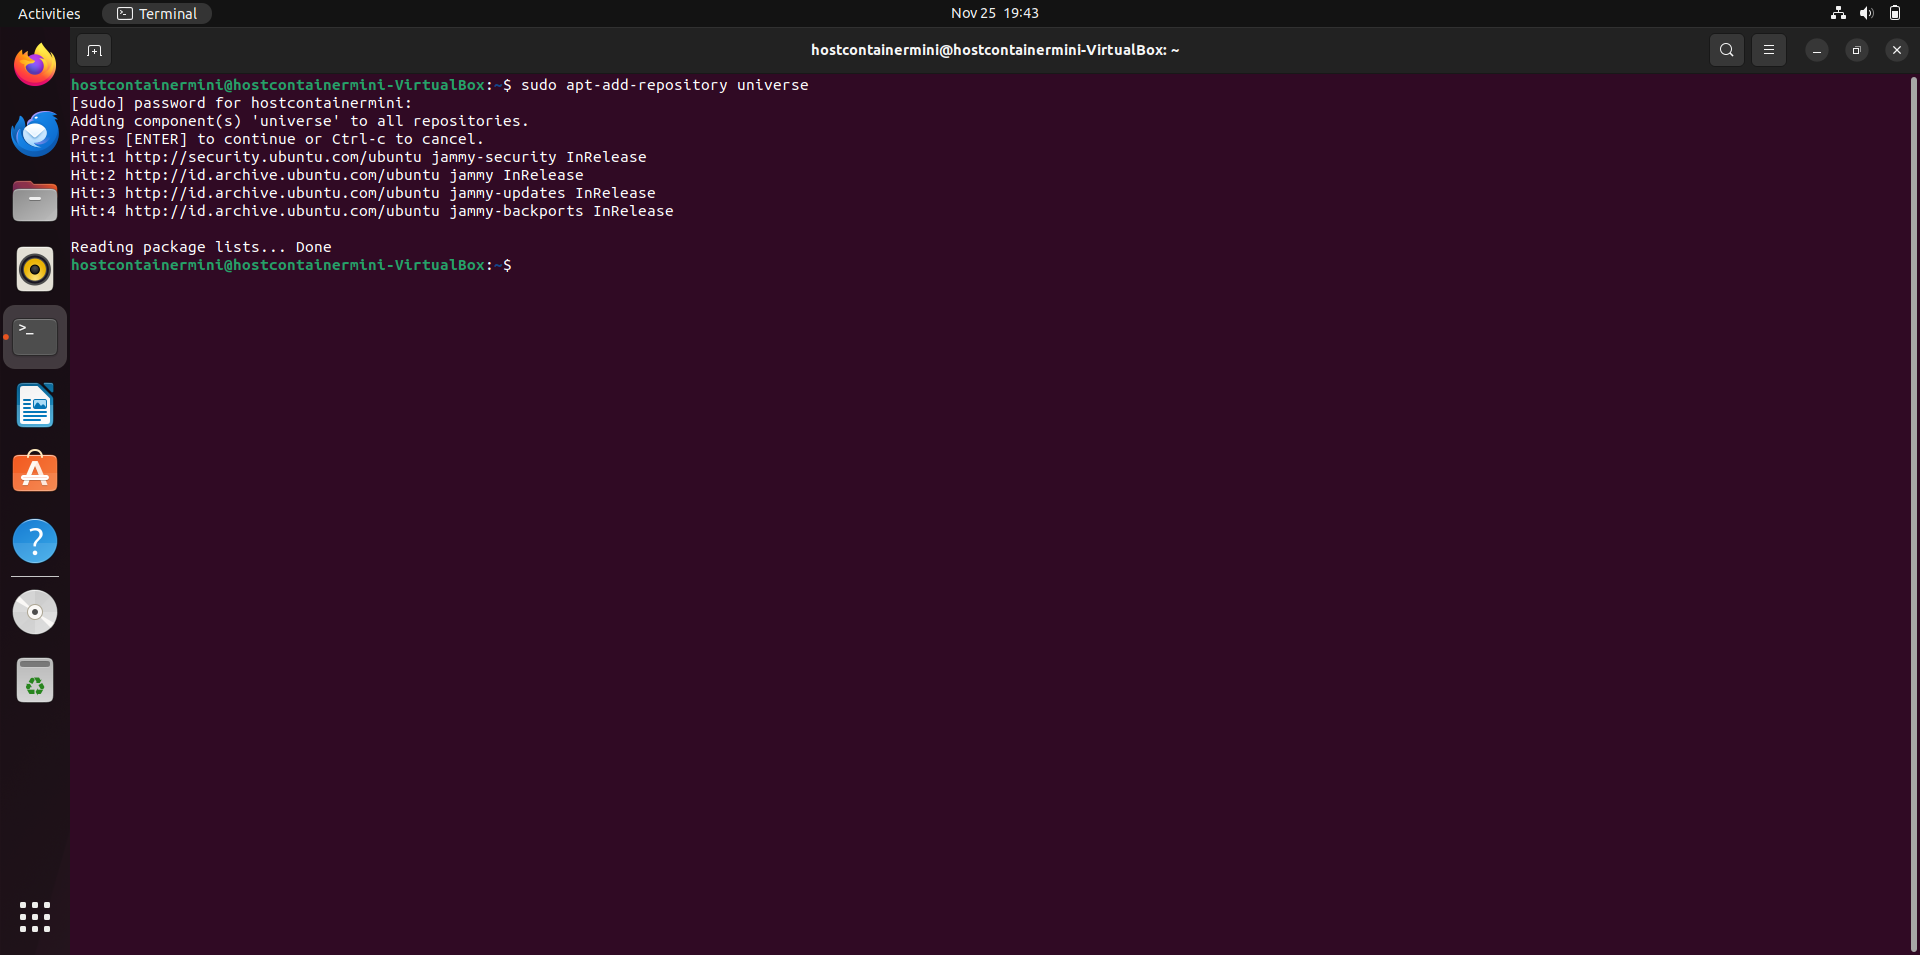 Activities
Terminal
Nov 25 19:43
hostcontainermini@hostcontainermini-VirtualBox: ~
hostcontainermini@hostcontainermini-VirtualBox:~$ sudo apt-add-repository universe
[sudo] password for hostcontainermini:
Adding component(s) 'universe' to all repositories.
Press [ENTER] to continue or Ctrl-c to cancel.
Hit:1 http://security.ubuntu.com/ubuntu jammy-security InRelease
Hit:2 http://id.archive.ubuntu.com/ubuntu jammy InRelease
Hit:3 http://id.archive.ubuntu.com/ubuntu jammy-updates InRelease
Hit:4 http://id.archive.ubuntu.com/ubuntu jammy-backports InRelease
Reading package lists... Done
hostcontainermini@hostcontainermini-VirtualBox:~$